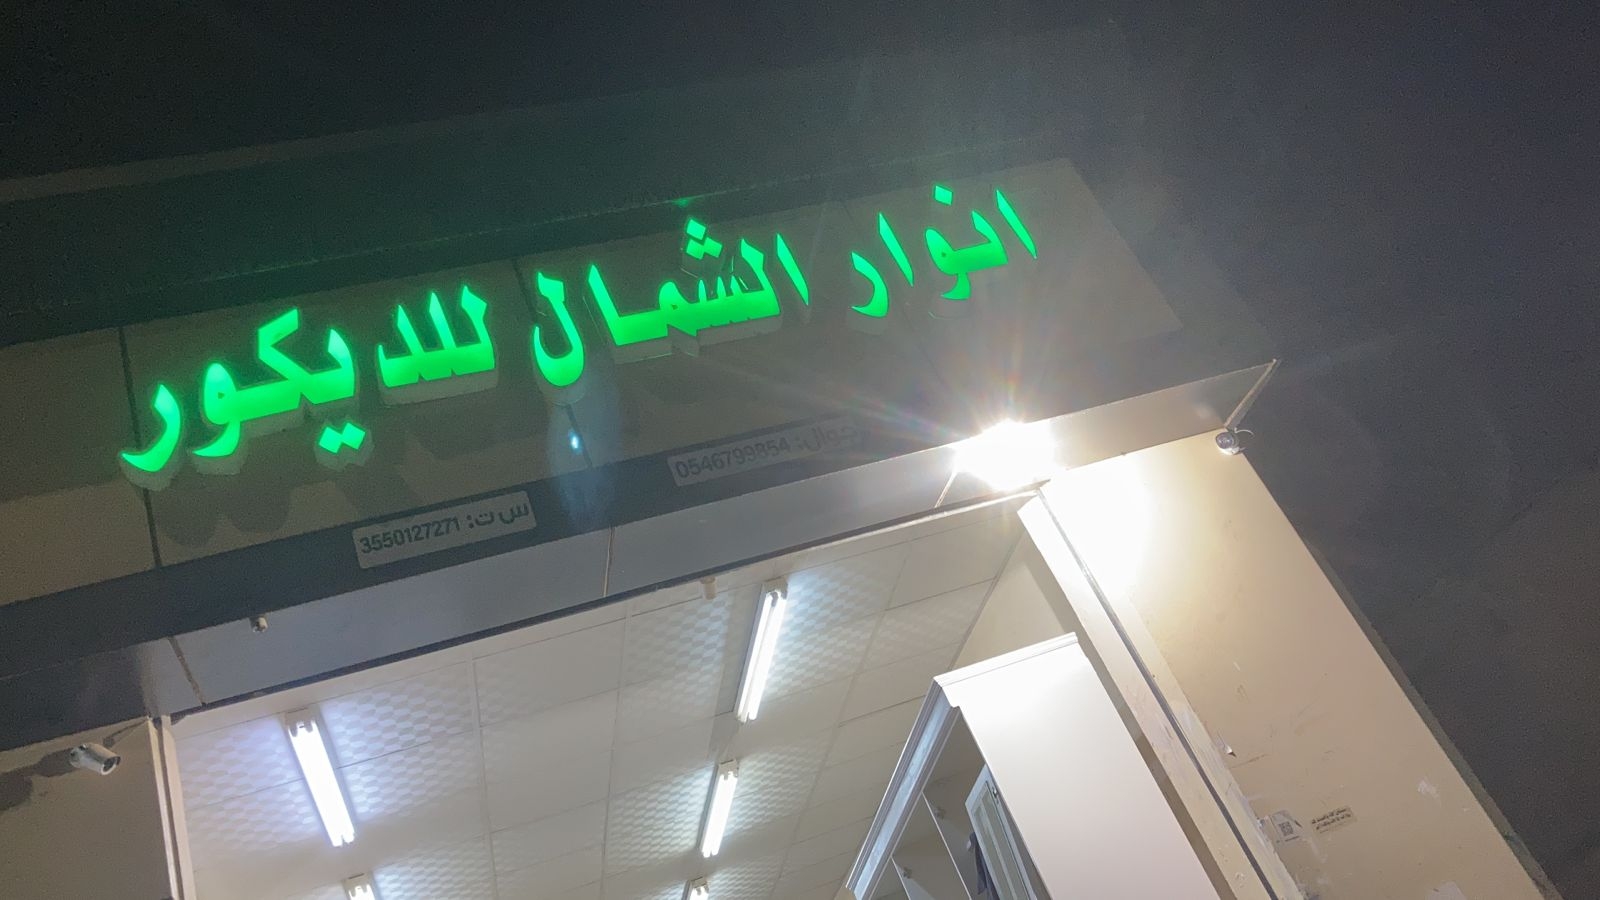 انوار الشمال للديكور
جوال: 0546799854
س ت: 3550127271